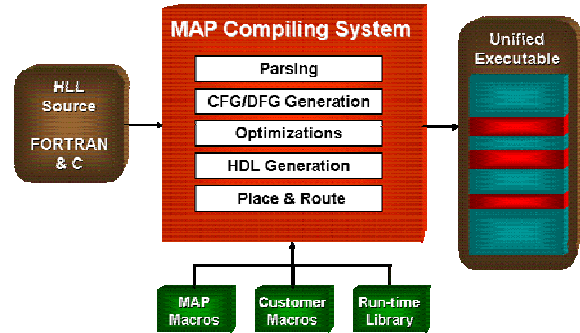 MAP Compiling System
HLL
Source
FORTRAN
& C
Parsing
CFG/DFG Generation
Optimizations
HDL Generation
Place & Route
Unified
Executable
MAP
Macros
Customer
Macros
Run-time
Library